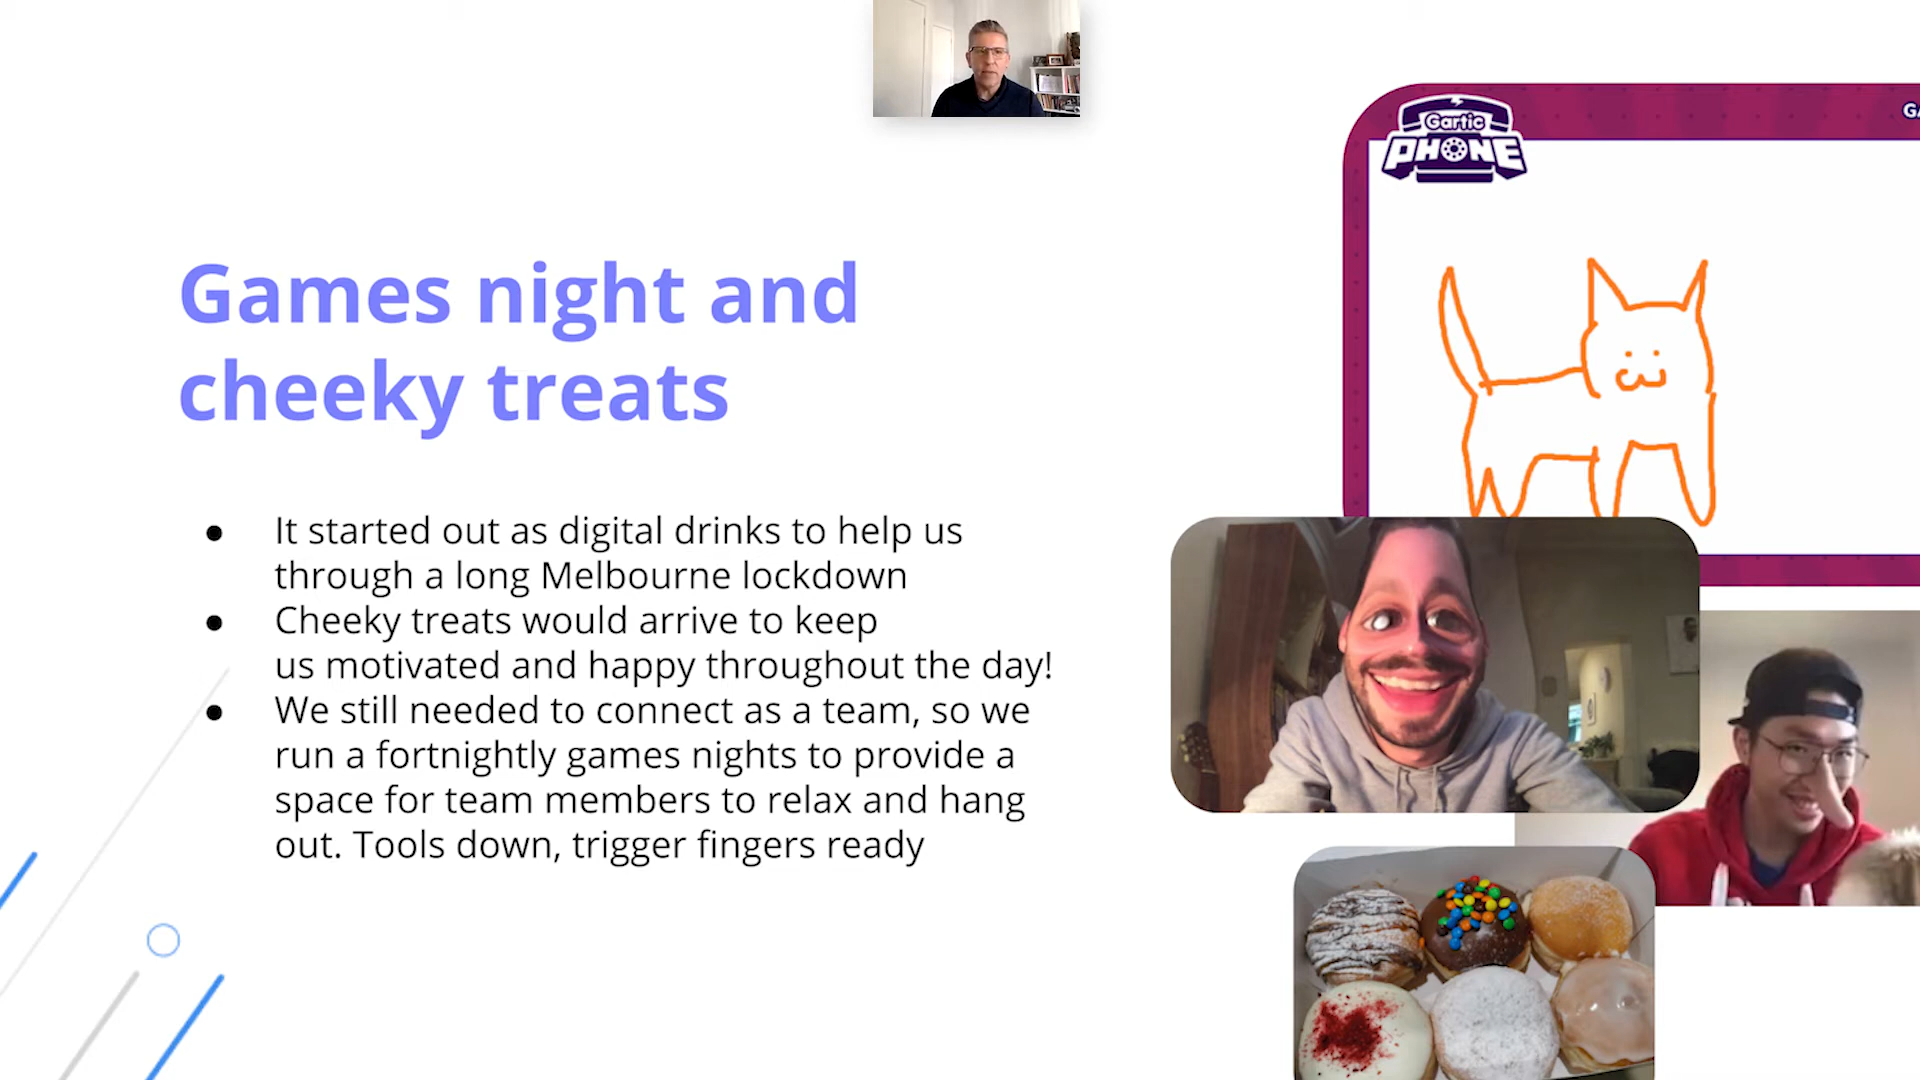 Gartic
PHONE
Games night and
cheeky treats
● It started out as digital drinks to help us
through a long Melbourne lockdown
● Cheeky treats would arrive to keep
us motivated and happy throughout the day!
● We still needed to connect as a team, so we
run a fortnightly games nights to provide a
space for team members to relax and hang
out. Tools down, trigger fingers ready